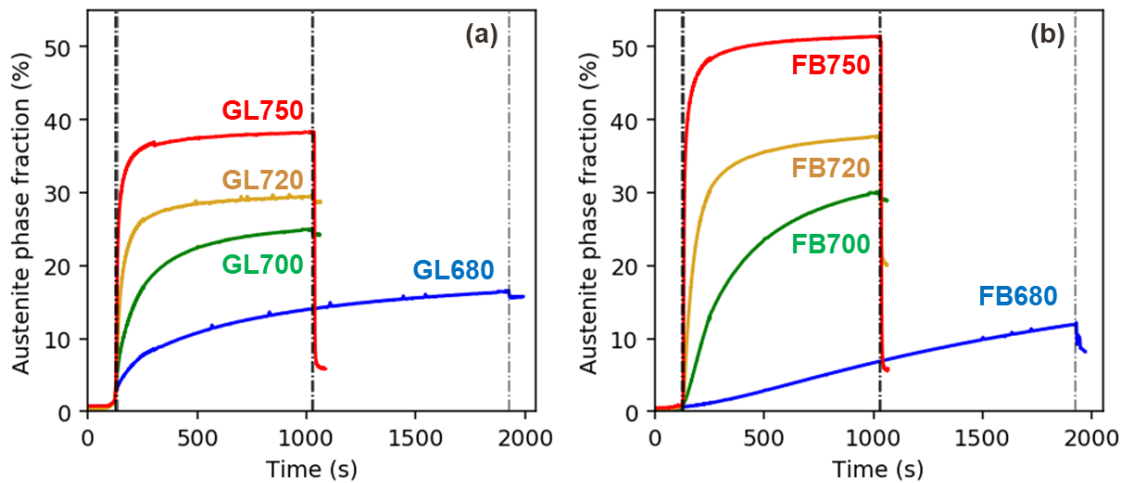 (a)
Austenite phase fraction (%)
50
40
30
20
10
0
GL750
GL720
GL700
GL680
0 500 1000 1500 2000
Time (s)
(b)
Austenite phase fraction (%)
50
40
30
20
10
0
FB750
FB720
FB700
FB680
0 500 1000 1500 2000
Time (s)